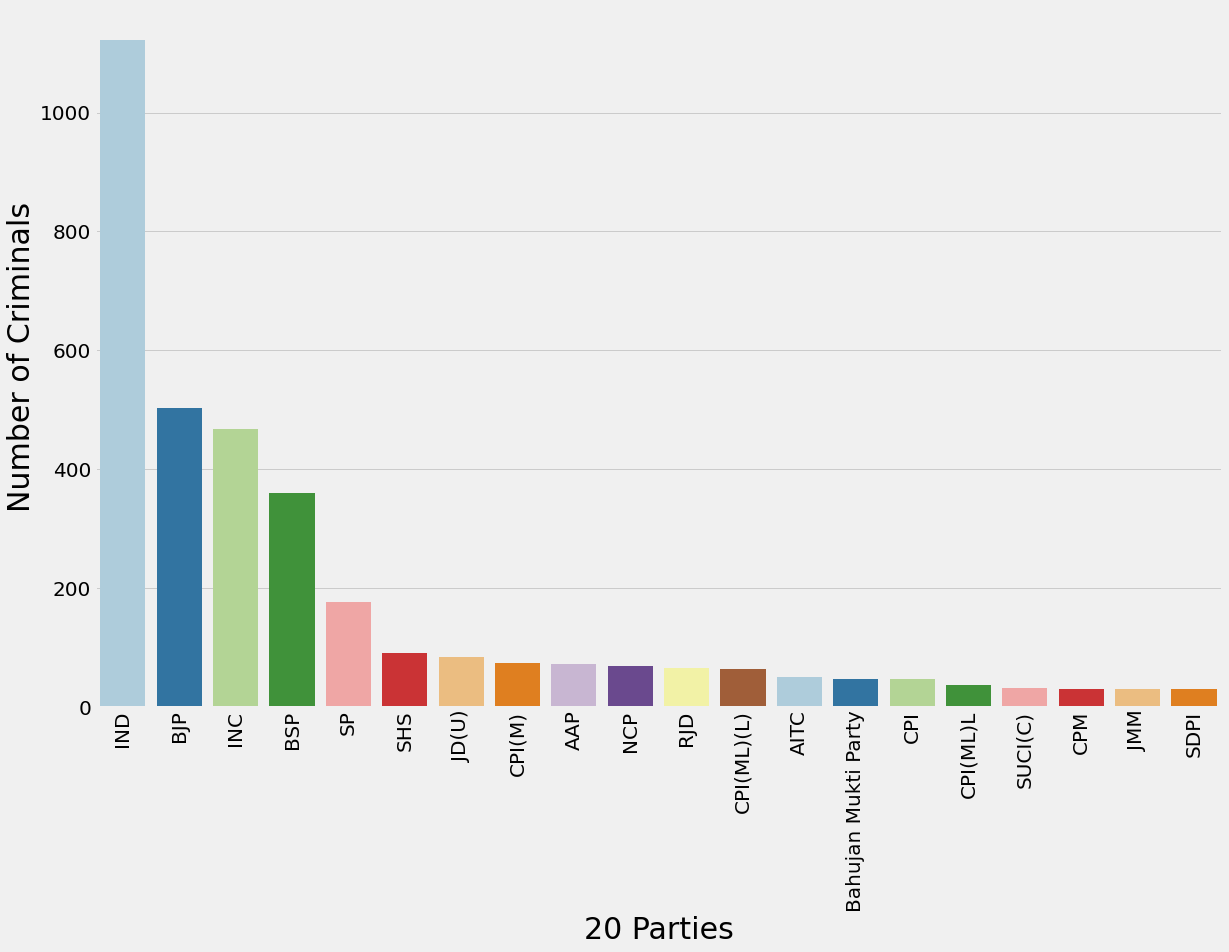 Number of Criminals
1000
800
600
400
200
0
IND
BJP
INC
BSP
SP
SHS
JD(U)
CPI(M)
AAP
NCP
RJD
CPI(ML)(L)
AITC
Bahujan Mukti Party
CPI
CPI(ML)L
SUCI(C)
CPM
JMM
SDPI
20 Parties